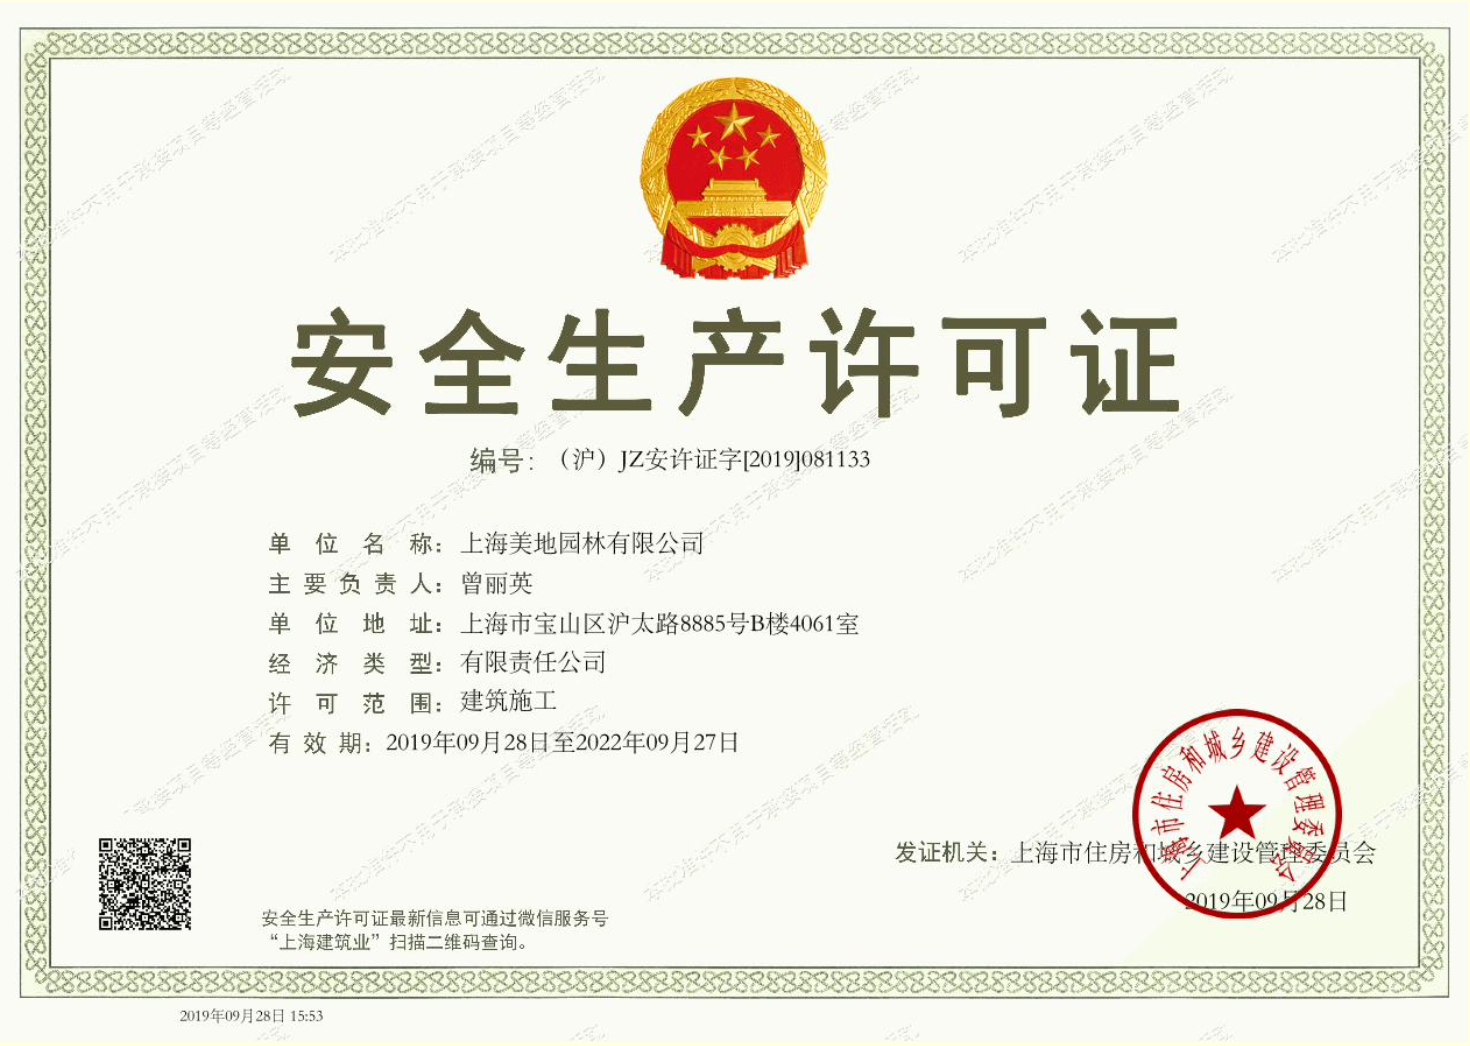 安全生产许可证
编号：（沪）JZ安许证字[2019]081133
单位名称：上海美地园林有限公司
主要负责人：曾丽英
单位地址：上海市宝山区沪太路8885号B楼4061室
经济类型：有限责任公司
许可范围：建筑施工
有效期：2019年09月28日至2022年09月27日
上海市住房和城乡建设管理委员会
发证机关：上海市住房和城乡建设管理委员会
2019年09月28日
安全生产许可证最新信息可通过微信服务号
“上海建筑业”扫描二维码查询。
2019年09月28日 15:53